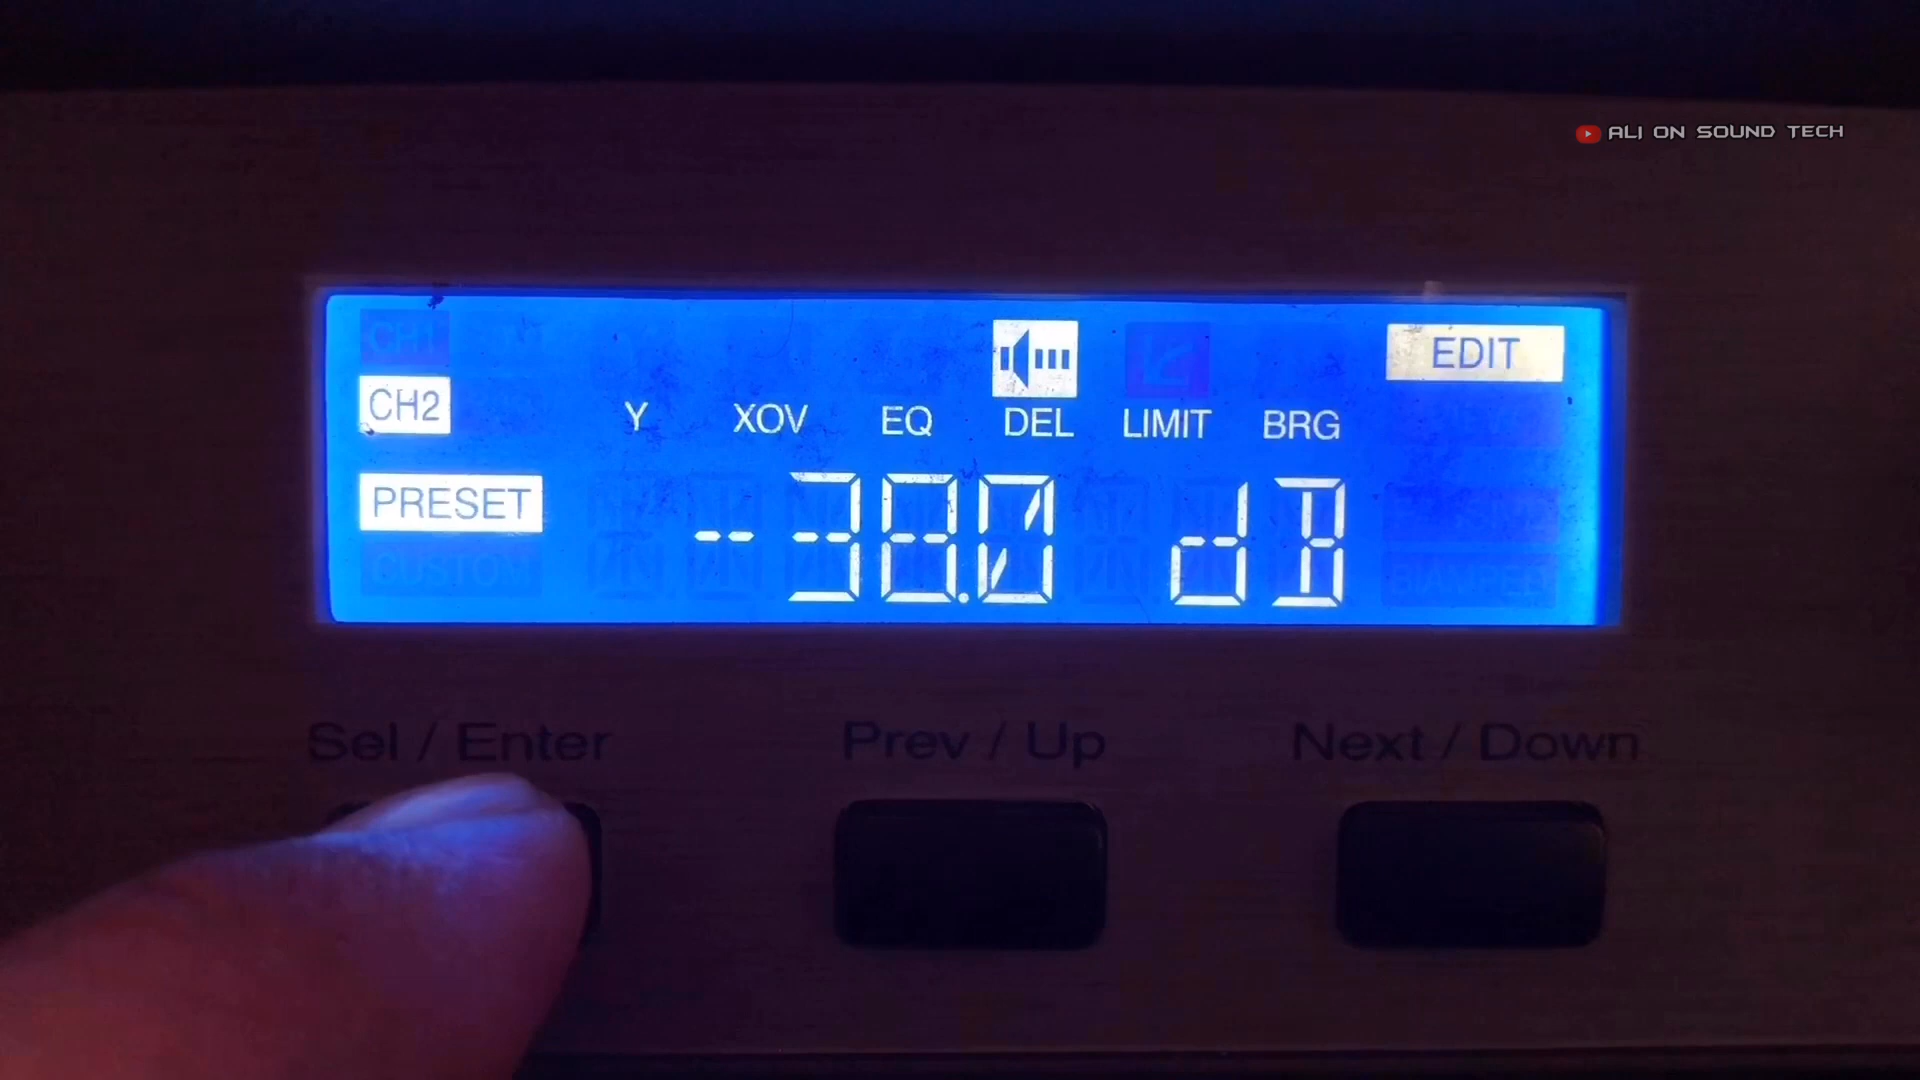 ALI ON SOUND TECH
CH1
EDIT
CH2
Y XOV EQ DEL LIMIT BRG
PRESET
-38.0 dB
CUSTOM
Sel / Enter
Prev / Up
Next / Down